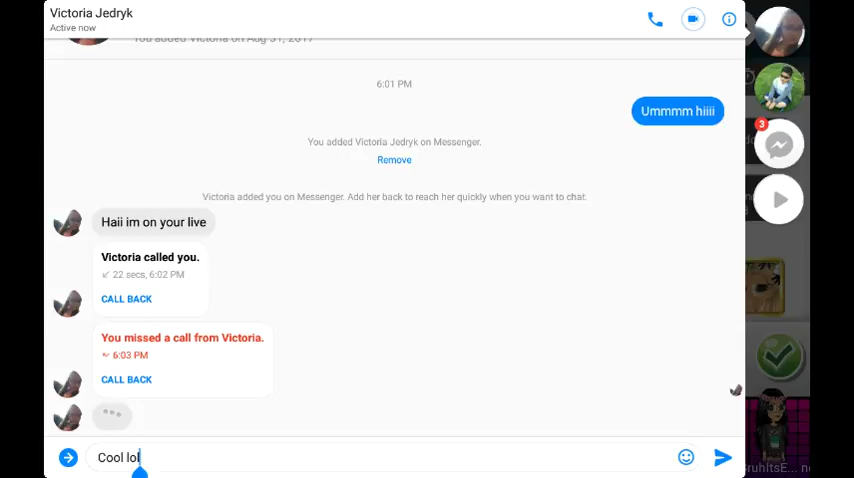 Victoria Jedryk
Active now
You added Victoria on Aug 31, 2017
6:01 PM
Ummmm hiiii
You added Victoria Jedryk on Messenger.
Remove
Victoria added you on Messenger. Add her back to reach her quickly when you want to chat.
Haii im on your live
Victoria called you.
22 secs, 6:02 PM
CALL BACK
You missed a call from Victoria.
6:03 PM
CALL BACK
Cool lol
3